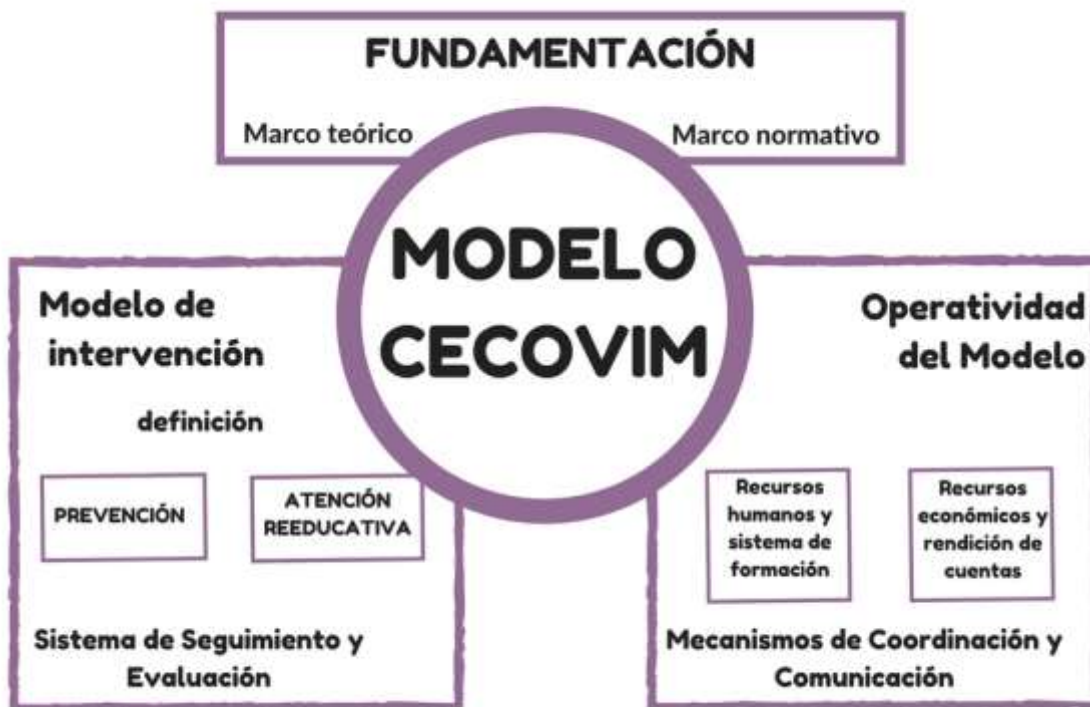 FUNDAMENTACIÓN
Marco teórico
Marco normativo
MODELO
CECOVIM
Modelo de
intervención
definición
PREVENCIÓN
ATENCIÓN
REEDUCATIVA
Sistema de Seguimiento y
Evaluación
Operatividad
del Modelo
Recursos
humanos y
sistema de
formación
Recursos
económicos y
rendición de
cuentas
Mecanismos de Coordinación y
Comunicación